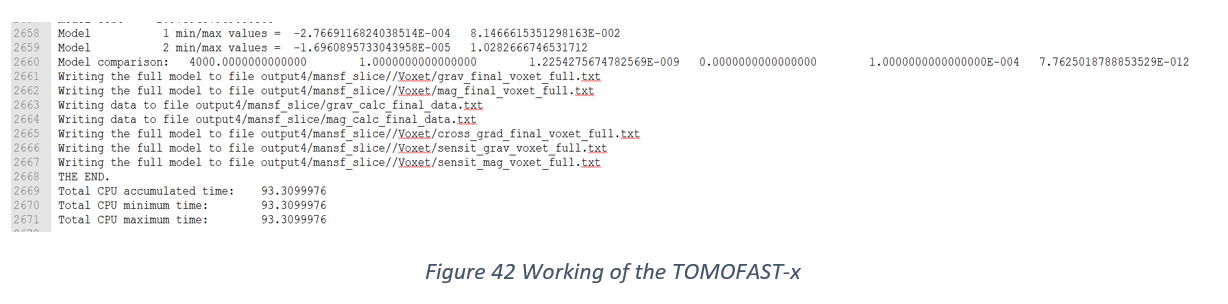 2658 Model 1 min/max values = -2.7669116824038514E-004 8.1466615351298163E-002
2659 Model 2 min/max values = -1.6960895733043958E-005 1.0282666746531712
2660 Model comparison: 4000.0000000000000 1.0000000000000000 1.2254275674782569E-009 0.0000000000000000 1.0000000000000000E-004 7.7625018788853529E-012
2661 Writing the full model to file output4/mansf_slice//Voxet/grav_final_voxet_full.txt
2662 Writing the full model to file output4/mansf_slice//Voxet/mag_final_voxet_full.txt
2663 Writing data to file output4/mansf_slice/grav_calc_final_data.txt
2664 Writing data to file output4/mansf_slice/mag_calc_final_data.txt
2665 Writing the full model to file output4/mansf_slice//Voxet/cross_grad_final_voxet_full.txt
2666 Writing the full model to file output4/mansf_slice//Voxet/sensit_grav_voxet_full.txt
2667 Writing the full model to file output4/mansf_slice//Voxet/sensit_mag_voxet_full.txt
2668 THE END.
2669 Total CPU accumulated time: 93.3099976
2670 Total CPU minimum time: 93.3099976
2671 Total CPU maximum time: 93.3099976
Figure 42 Working of the TOMOFAST-x